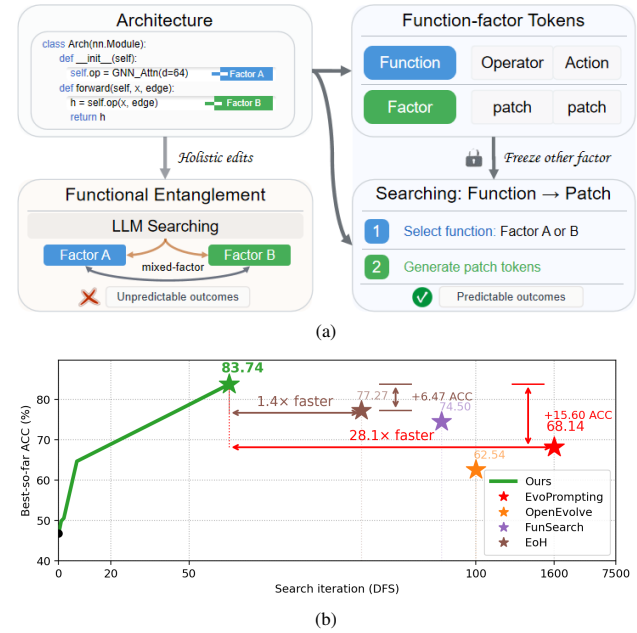 Architecture
class Arch(nn.Module):
def __init__(self):
self.op = GNN_Attn(d=64)
Factor A
def forward(self, x, edge):
h = self.op(x, edge)
Factor B
return h
Holistic edits
Functional Entanglement
LLM Searching
Factor A
Factor B
mixed-factor
Unpredictable outcomes
Function-factor Tokens
Function
Operator
Action
Factor
patch
patch
Freeze other factor
Searching: Function → Patch
1
Select function: Factor A or B
2
Generate patch tokens
Predictable outcomes
(a)
83.74
77.27
+6.47 ACC
74.50
1.4× faster
+15.60 ACC
68.14
28.1× faster
62.54
Best-so-far ACC (%)
80
70
60
50
40
Ours
EvoPrompting
OpenEvolve
FunSearch
EoH
0
20
50
100
1600
7500
Search iteration (DFS)
(b)